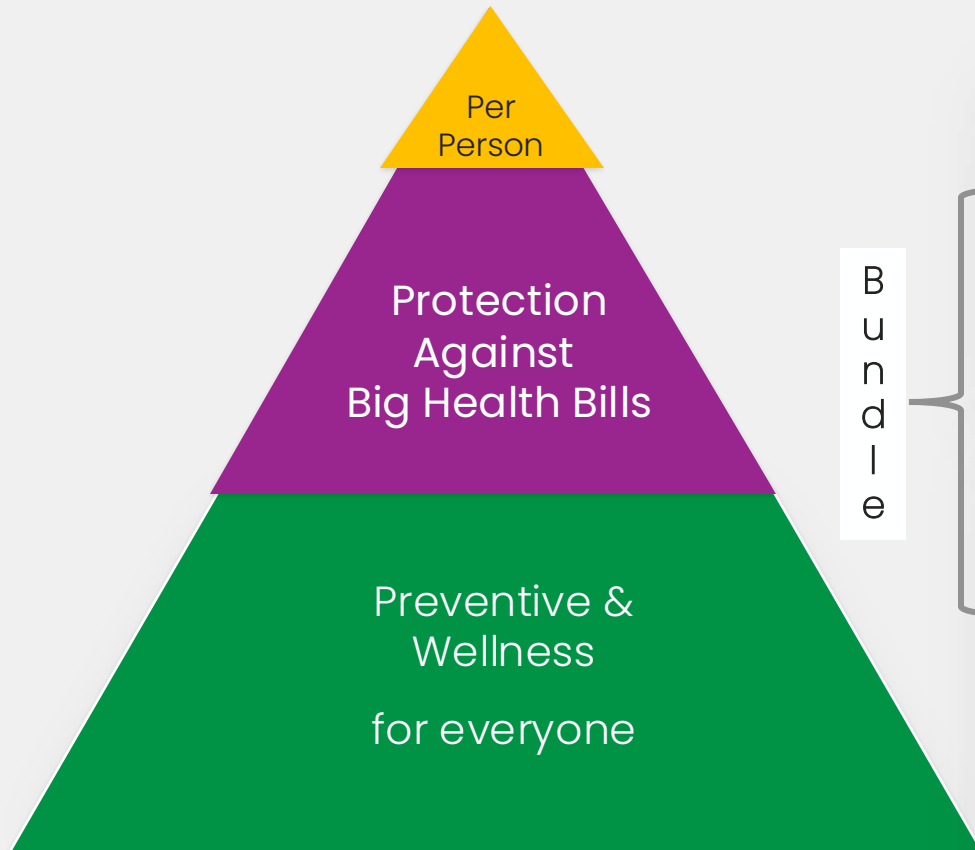 Per
Person
Protection
Against
Big Health Bills
Preventive &
Wellness
for everyone
B
u
n
d
l
e